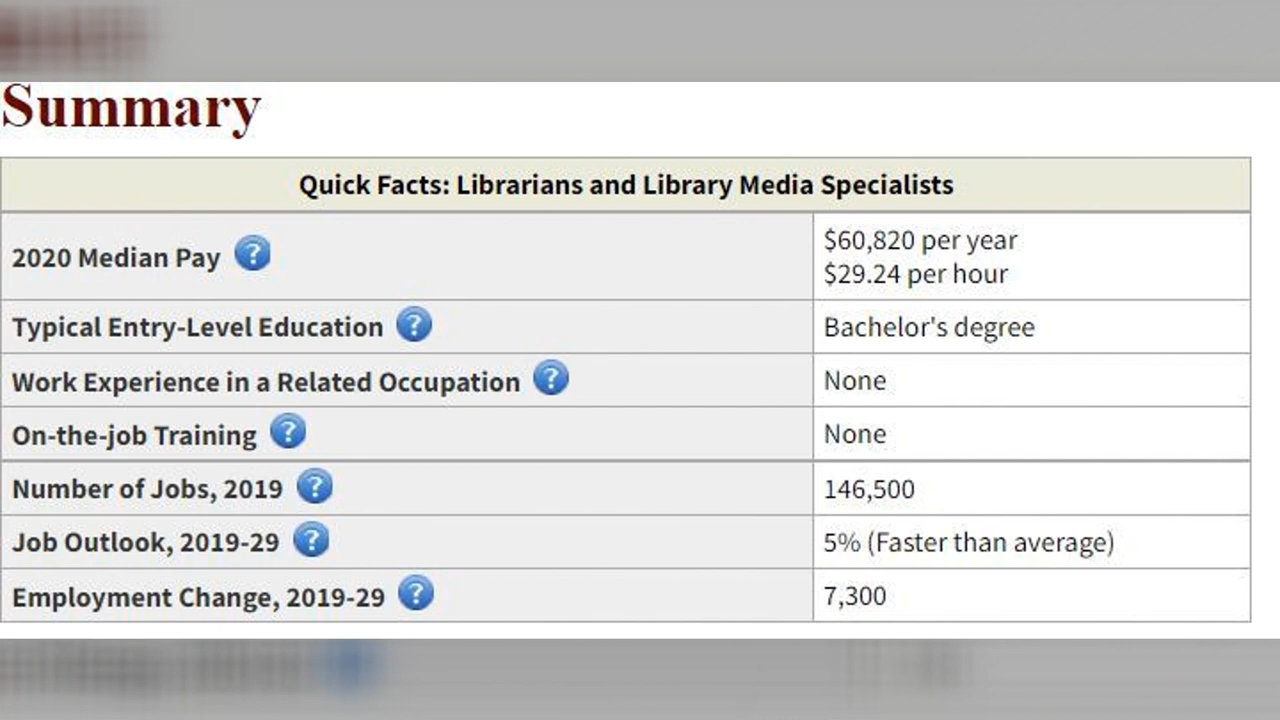 Summary
Quick Facts: Librarians and Library Media Specialists
2020 Median Pay ?
$60,820 per year
$29.24 per hour
Typical Entry-Level Education ?
Bachelor's degree
Work Experience in a Related Occupation ?
None
On-the-job Training ?
None
Number of Jobs, 2019 ?
146,500
Job Outlook, 2019-29 ?
5% (Faster than average)
Employment Change, 2019-29 ?
7,300